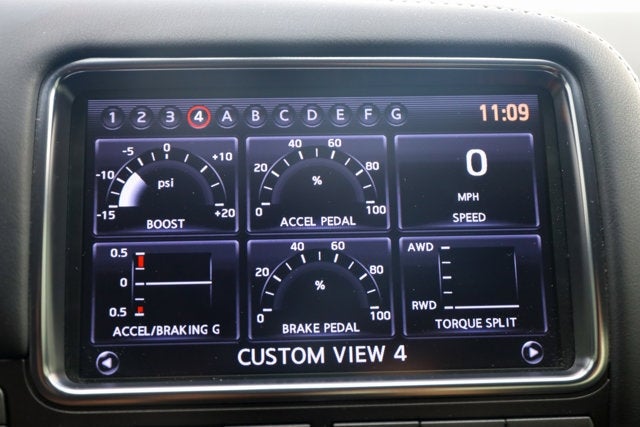 1 2 3 4 A B C D E F G 11:09
-15 -10 -5 0 +10 +20
psi
BOOST
0 20 40 60 80 100
%
ACCEL PEDAL
0
MPH
SPEED
0.5
0
0.5
ACCEL/BRAKING G
0 20 40 60 80 100
%
BRAKE PEDAL
AWD
RWD
TORQUE SPLIT
CUSTOM VIEW 4